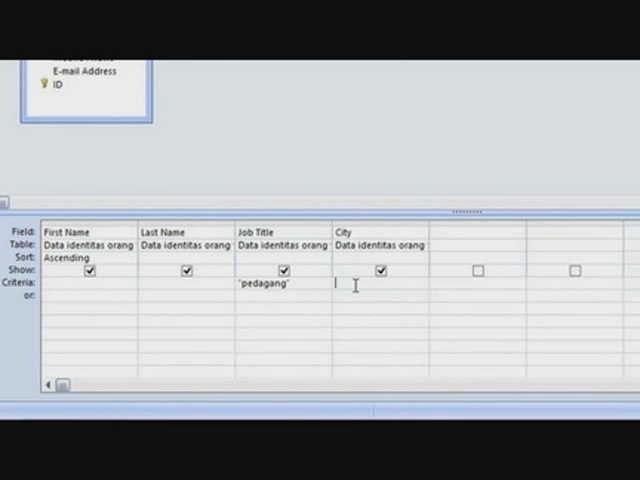 E-mail Address
ID
Field: First Name Last Name Job Title City
Table: Data identitas orang Data identitas orang Data identitas orang Data identitas orang
Sort: Ascending
Show:
Criteria: "pedagang"
or: